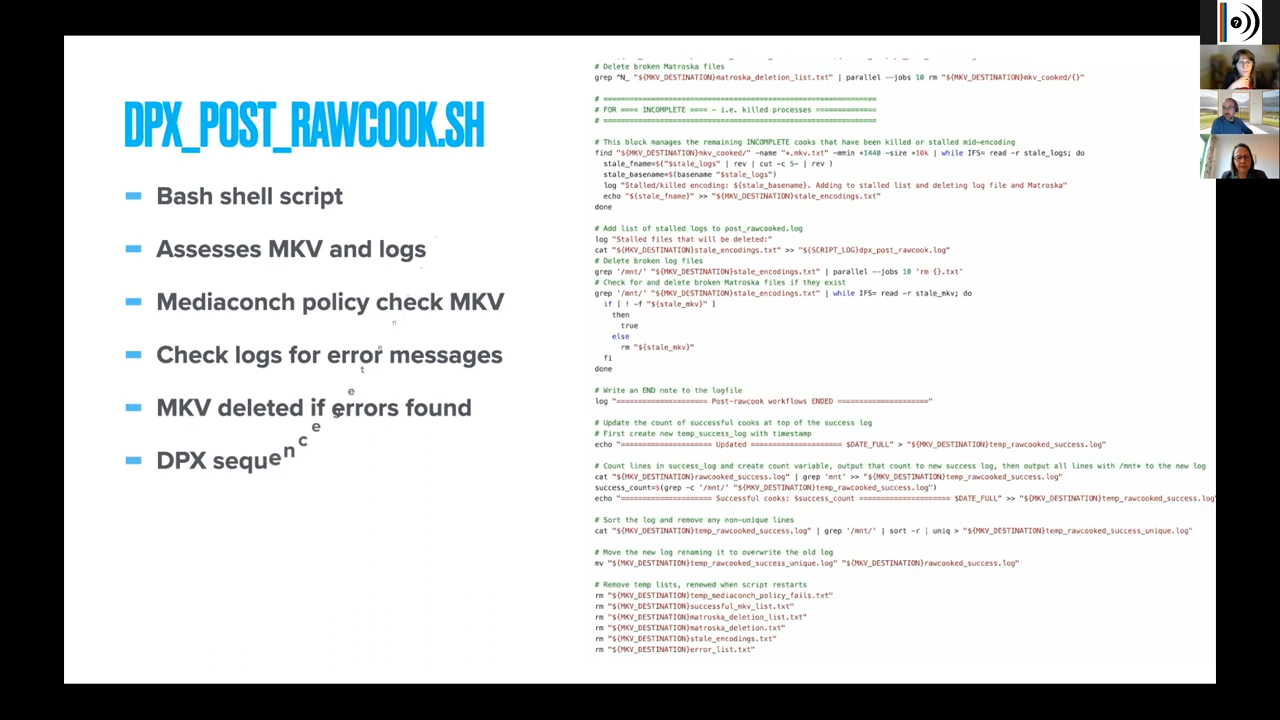 DPX_POST_RAWCOOK.SH
Bash shell script
Assesses MKV and logs
Mediaconch policy check MKV
Check logs for error messages
MKV deleted if errors found
DPX sequence
# Delete broken Matroska files
grep ^N_ "${MKV_DESTINATION}matroska_deletion_list.txt" | parallel --jobs 10 rm "${MKV_DESTINATION}mkv_cooked/{}"
# ==============================================================
# FOR ==== INCOMPLETE ==== - i.e. killed processes ==============
# ==============================================================
# This block manages the remaining INCOMPLETE cooks that have been killed or stalled mid-encoding
find "${MKV_DESTINATION}mkv_cooked/" -name "*.mkv.txt" -mmin +1440 -size +10k | while IFS= read -r stale_logs; do
stale_fname=$("$stale_logs" | rev | cut -c 5- | rev )
stale_basename=$(basename "$stale_logs")
log "Stalled/killed encoding: ${stale_basename}. Adding to stalled list and deleting log file and Matroska"
echo "${stale_fname}" >> "${MKV_DESTINATION}stale_encodings.txt"
done
# Add list of stalled logs to post_rawcooked.log
log "Stalled files that will be deleted:"
cat "${MKV_DESTINATION}stale_encodings.txt" >> "${SCRIPT_LOG}dpx_post_rawcook.log"
# Delete broken log files
grep '/mnt/' "${MKV_DESTINATION}stale_encodings.txt" | parallel --jobs 10 'rm {}.txt'
# Check for and delete broken Matroska files if they exist
grep '/mnt/' "${MKV_DESTINATION}stale_encodings.txt" | while IFS= read -r stale_mkv; do
if [ ! -f "${stale_mkv}" ]
then
true
else
rm "${stale_mkv}"
fi
done
# Write an END note to the logfile
log "===================== Post-rawcook workflows ENDED ====================="
# Update the count of successful cooks at top of the success log
# First create new temp_success_log with timestamp
echo "===================== Updated ===================== $DATE_FULL" > "${MKV_DESTINATION}temp_rawcooked_success.log"
# Count lines in success_log and create count variable, output that count to new success log, then output all lines with /mnt* to the new log
cat "${MKV_DESTINATION}rawcooked_success.log" | grep 'mnt' >> "${MKV_DESTINATION}temp_rawcooked_success.log"
success_count=$(grep -c '/mnt/' "${MKV_DESTINATION}temp_rawcooked_success.log")
echo "===================== Successful cooks: $success_count ===================== $DATE_FULL" >> "${MKV_DESTINATION}temp_rawcooked_success.log"
# Sort the log and remove any non-unique lines
cat "${MKV_DESTINATION}temp_rawcooked_success.log" | grep '/mnt/' | sort -r | uniq > "${MKV_DESTINATION}temp_rawcooked_success_unique.log"
# Move the new log renaming it to overwrite the old log
mv "${MKV_DESTINATION}temp_rawcooked_success_unique.log" "${MKV_DESTINATION}rawcooked_success.log"
# Remove temp lists, renewed when script restarts
rm "${MKV_DESTINATION}temp_mediaconch_policy_fails.txt"
rm "${MKV_DESTINATION}successful_mkv_list.txt"
rm "${MKV_DESTINATION}matroska_deletion_list.txt"
rm "${MKV_DESTINATION}matroska_deletion.txt"
rm "${MKV_DESTINATION}stale_encodings.txt"
rm "${MKV_DESTINATION}error_list.txt"